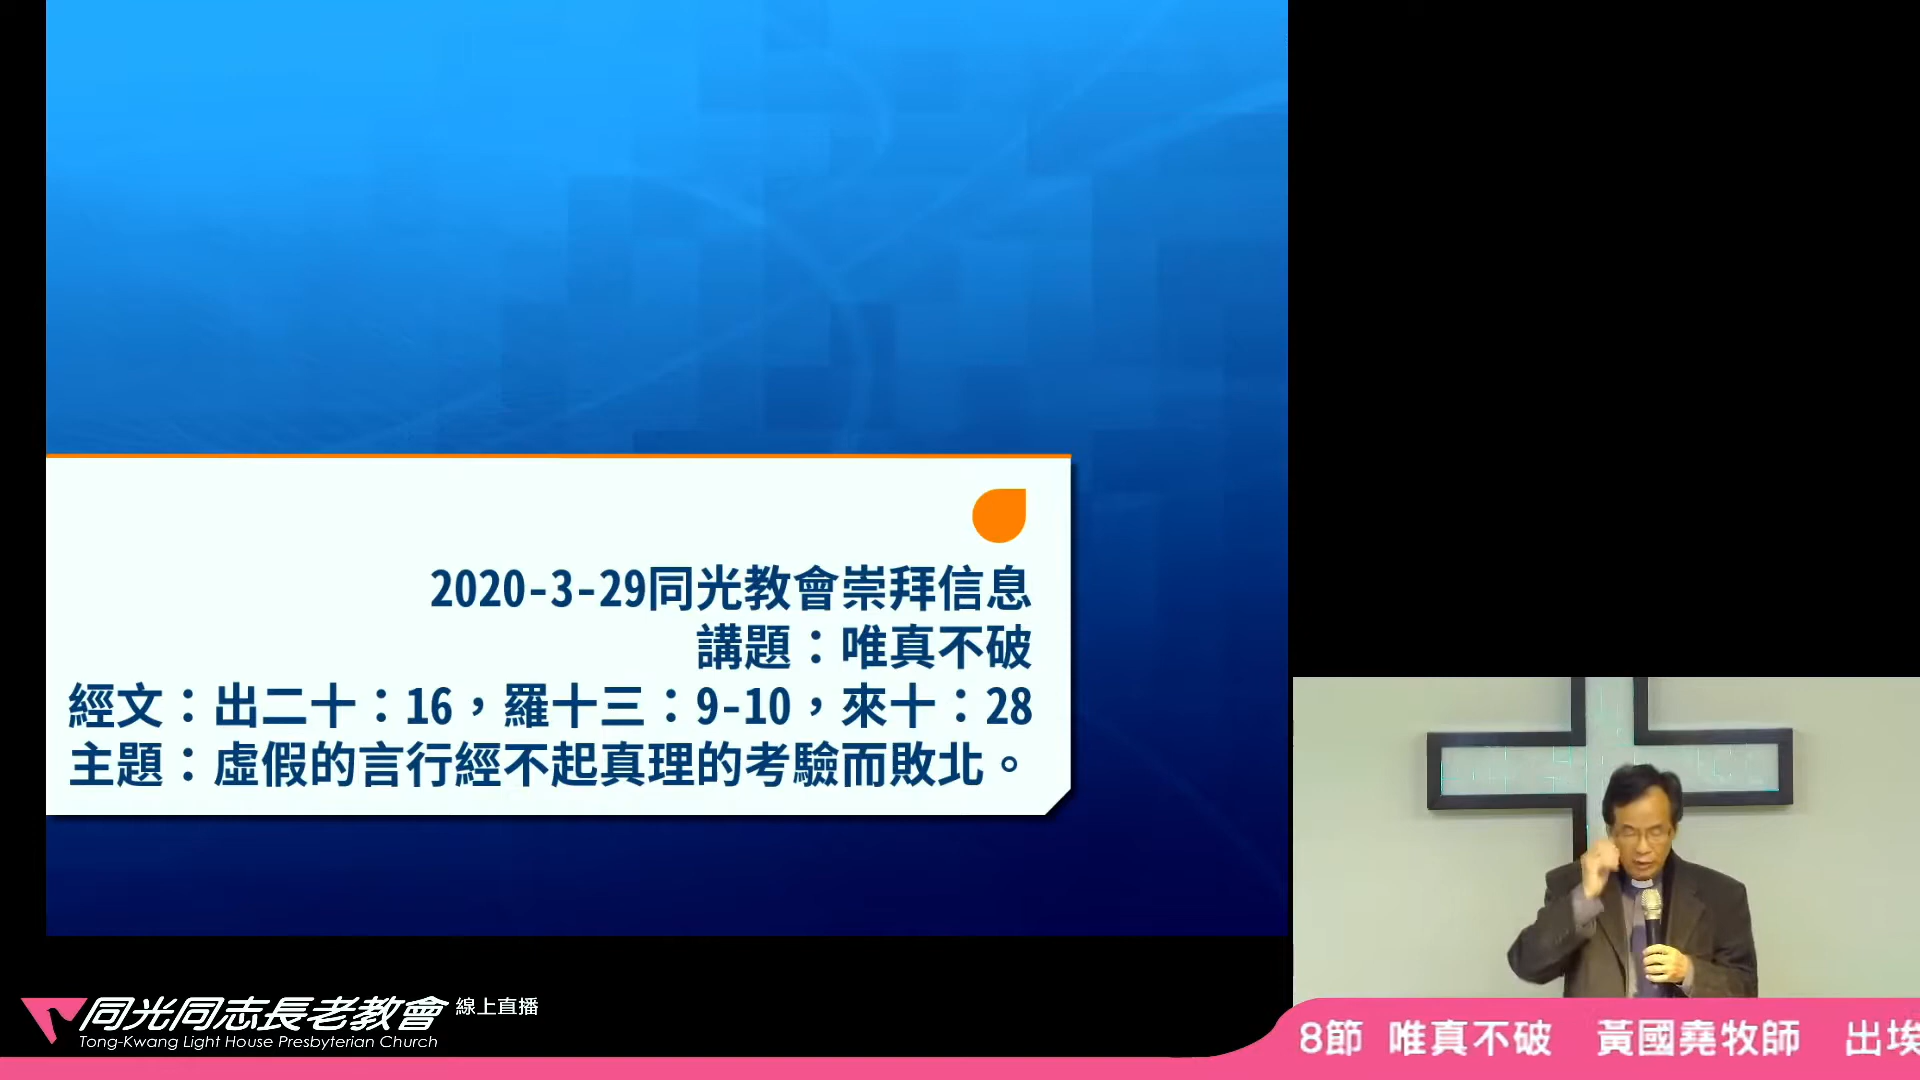 2020-3-29同光教會崇拜信息
講題：唯真不破
經文：出二十：16，羅十三：9-10，來十：28
主題：虛假的言行經不起真理的考驗而敗北。
同光同志長老教會 線上直播
Tong-Kwang Light House Presbyterian Church
8節 唯真不破 黃國堯牧師 出埃